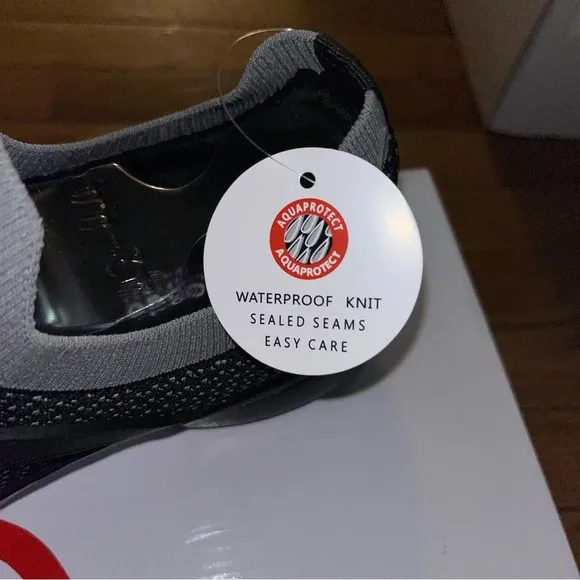 AQUAPROTECT
AQUAPROTECT
WATERPROOF KNIT
SEALED SEAMS
EASY CARE